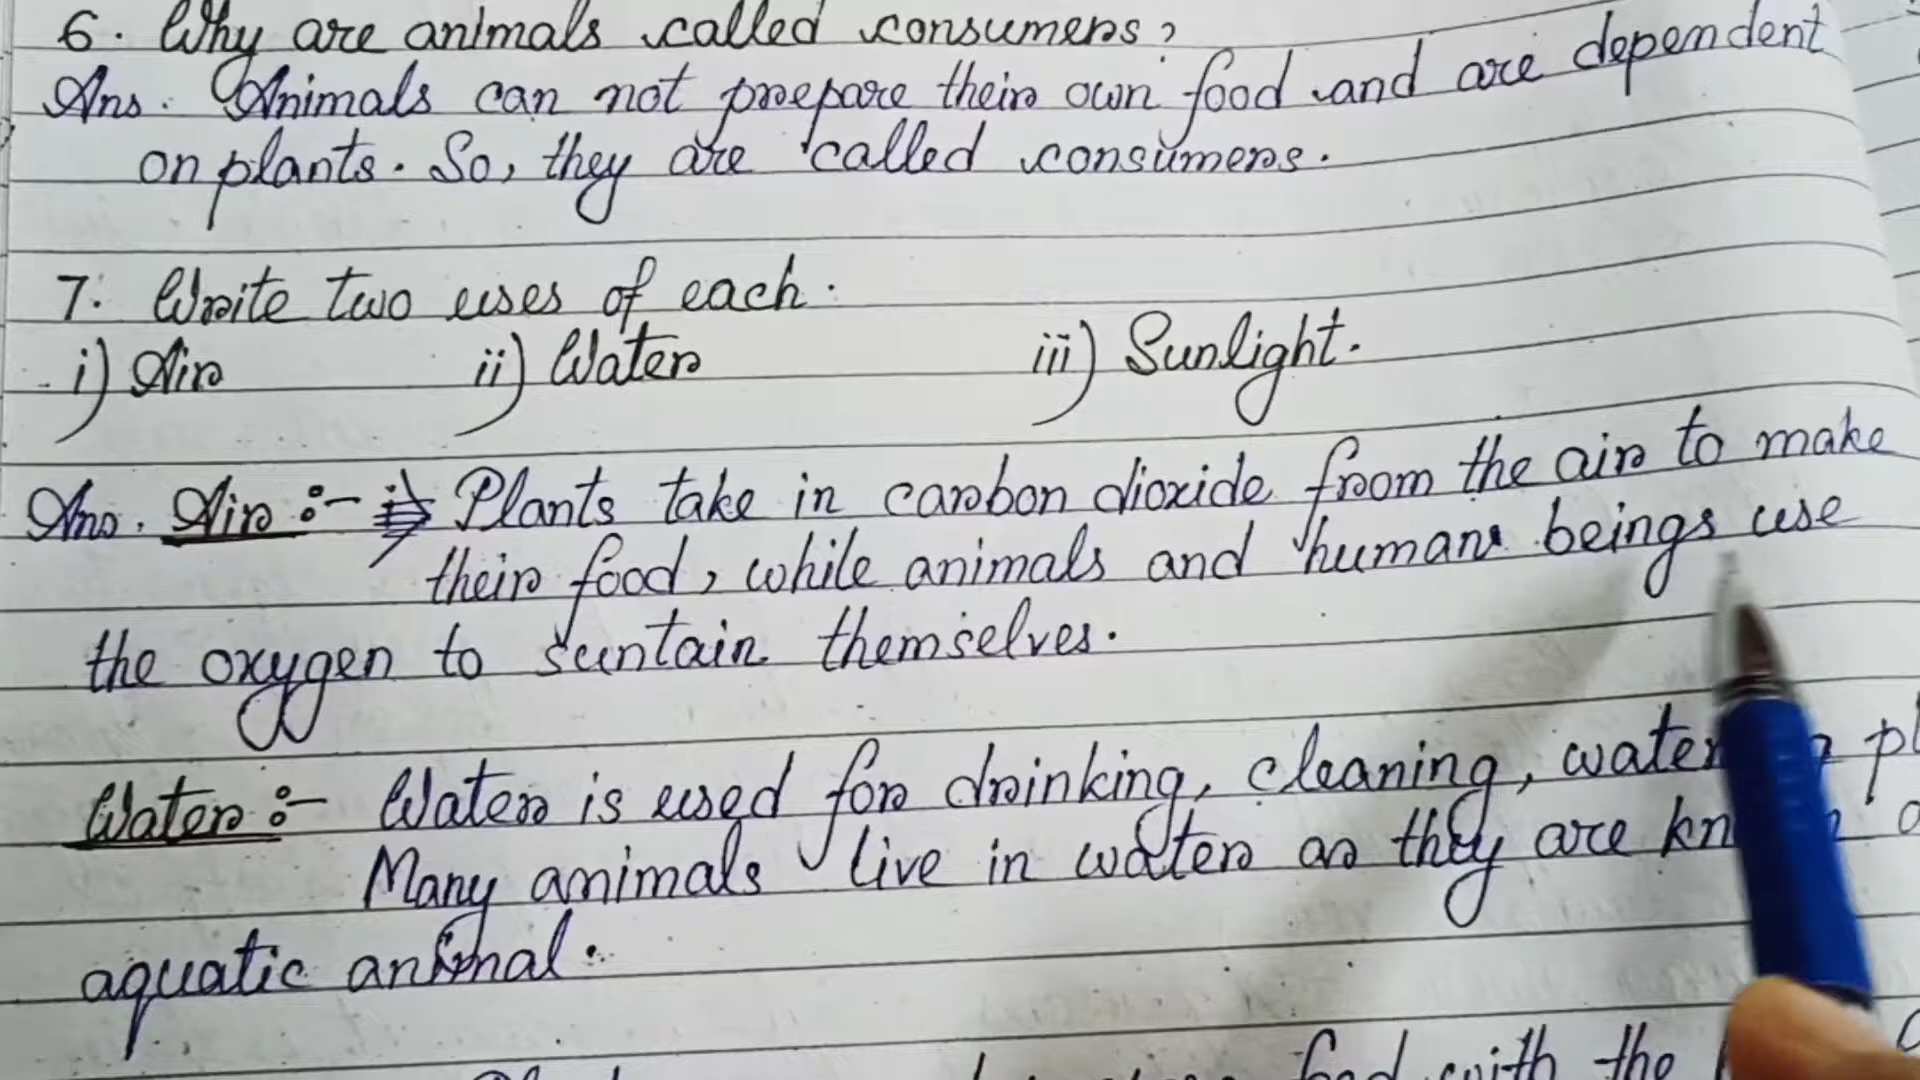 6. Why are animals called consumers?
Ans. Animals can not prepare their own food and are dependent
on plants. So, they are called consumers.
7. Write two uses of each.
i) Air ii) Water iii) Sunlight.
Ans. Air :- Plants take in carbon dioxide from the air to make
their food, while animals and humans beings use
the oxygen to suntain themselves.
Water :- Water is used for drinking, cleaning,
Many animals live in water as they are
aquatic animal.
food with the